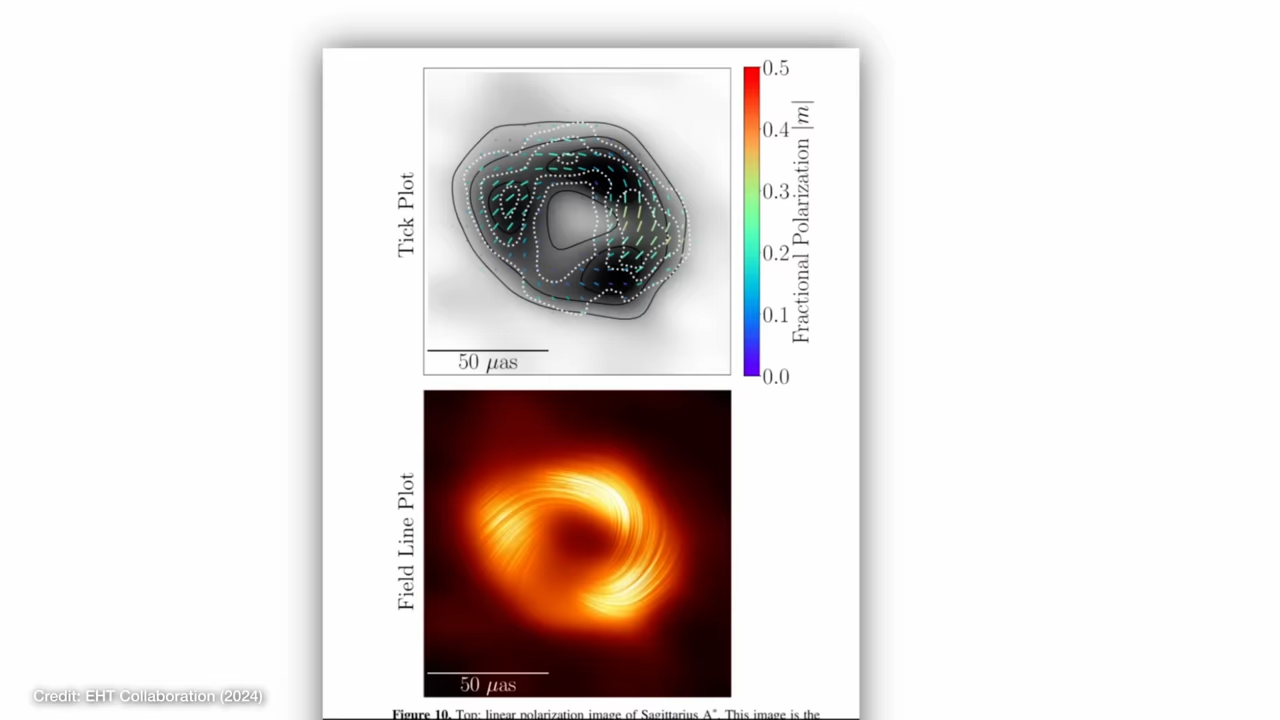 Tick Plot
50 μas
0.5
0.4
0.3
0.2
0.1
0.0
Fractional Polarization |m|
Field Line Plot
50 μas
Credit: EHT Collaboration (2024)
Figure 10. Top: linear polarization image of Sagittarius A*. This image is the